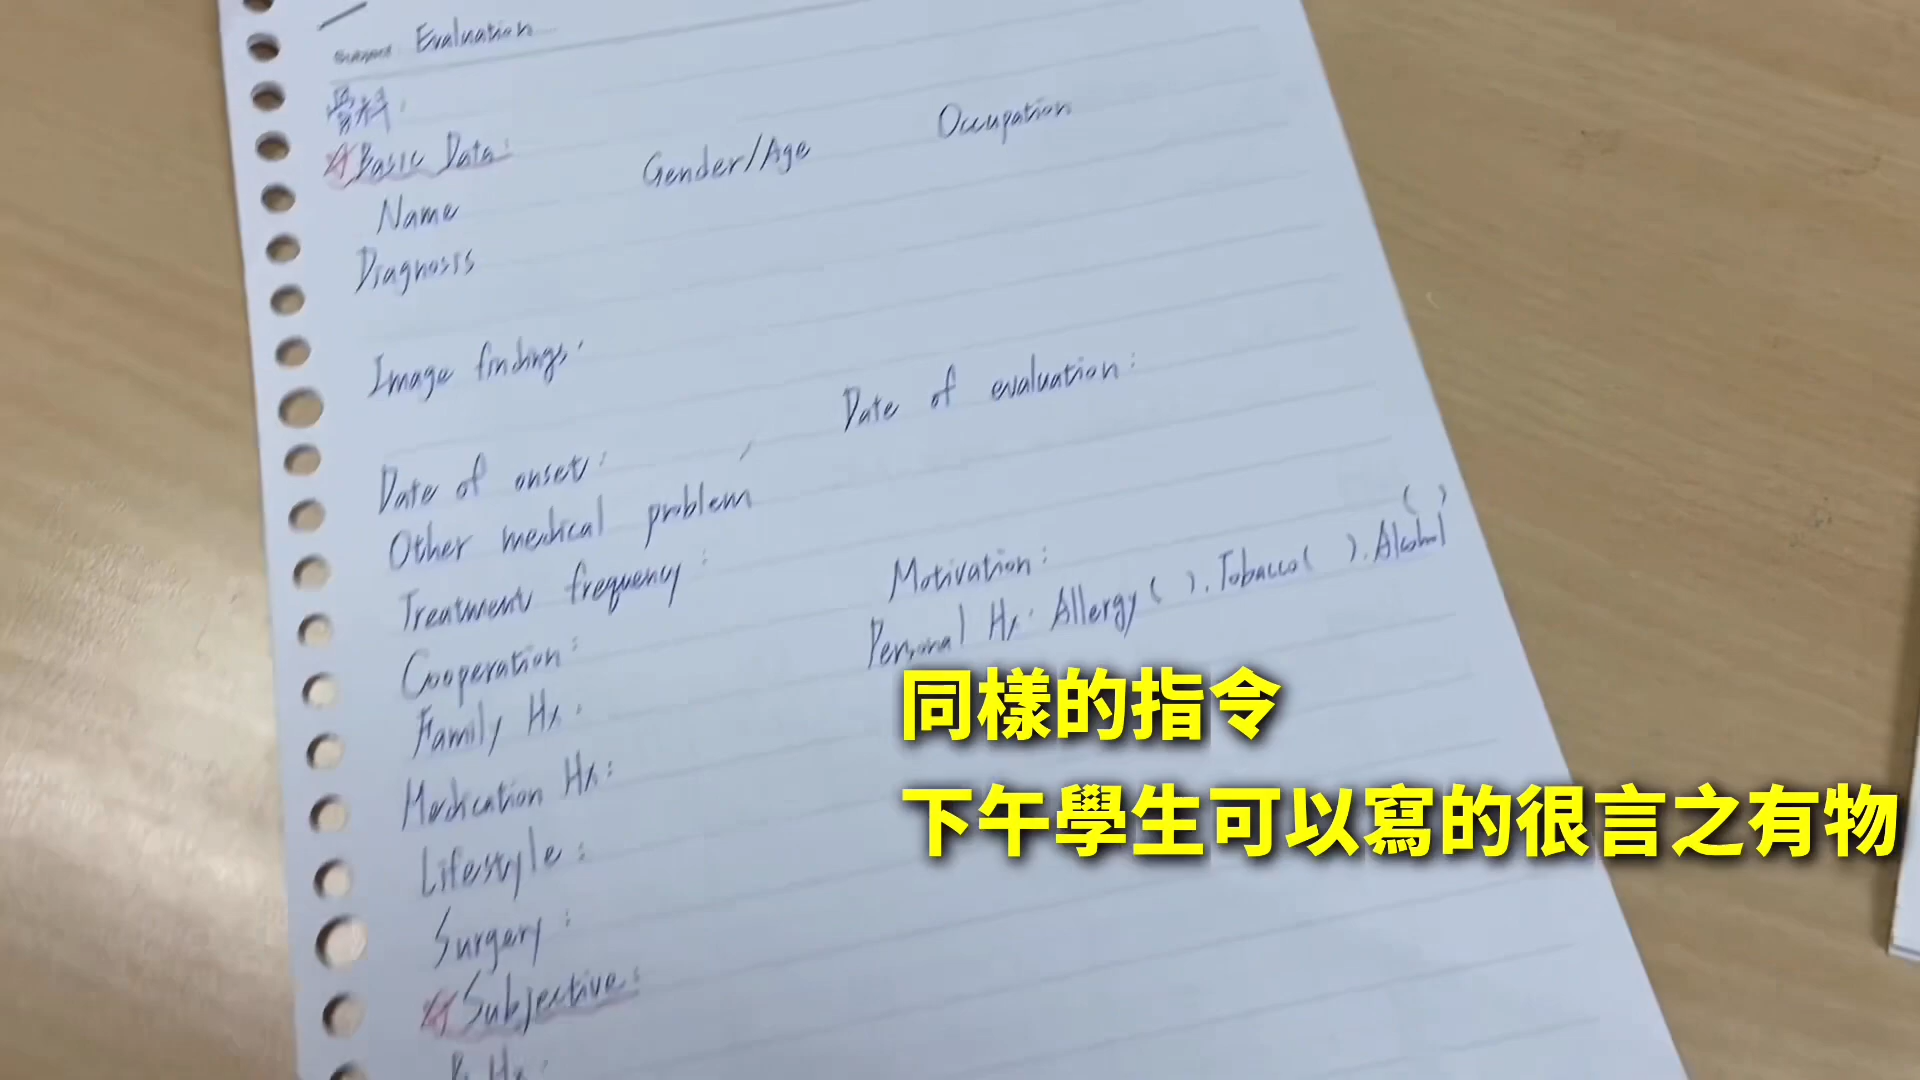 Subject: Evaluation
骨科:
☆Basic Data:
Name Gender/Age Occupation
Diagnosis
Image findings:
Date of onset: Date of evaluation:
Other medical problem
Treatment frequency:
Cooperation: Motivation:
Family Hx: Personal Hx: Allergy( ). Tobacco( ). Alcohol( )
Medication Hx:
Lifestyle:
Surgery:
☆Subjective:
同樣的指令
下午學生可以寫的很言之有物